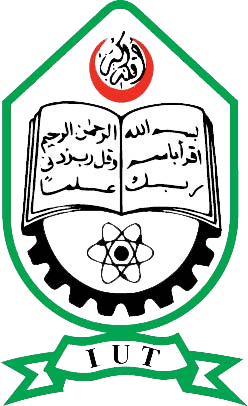 بسم الله الرحمن الرحيم
اقرأ باسم
ربك
وقل رب زدني
علما
IUT